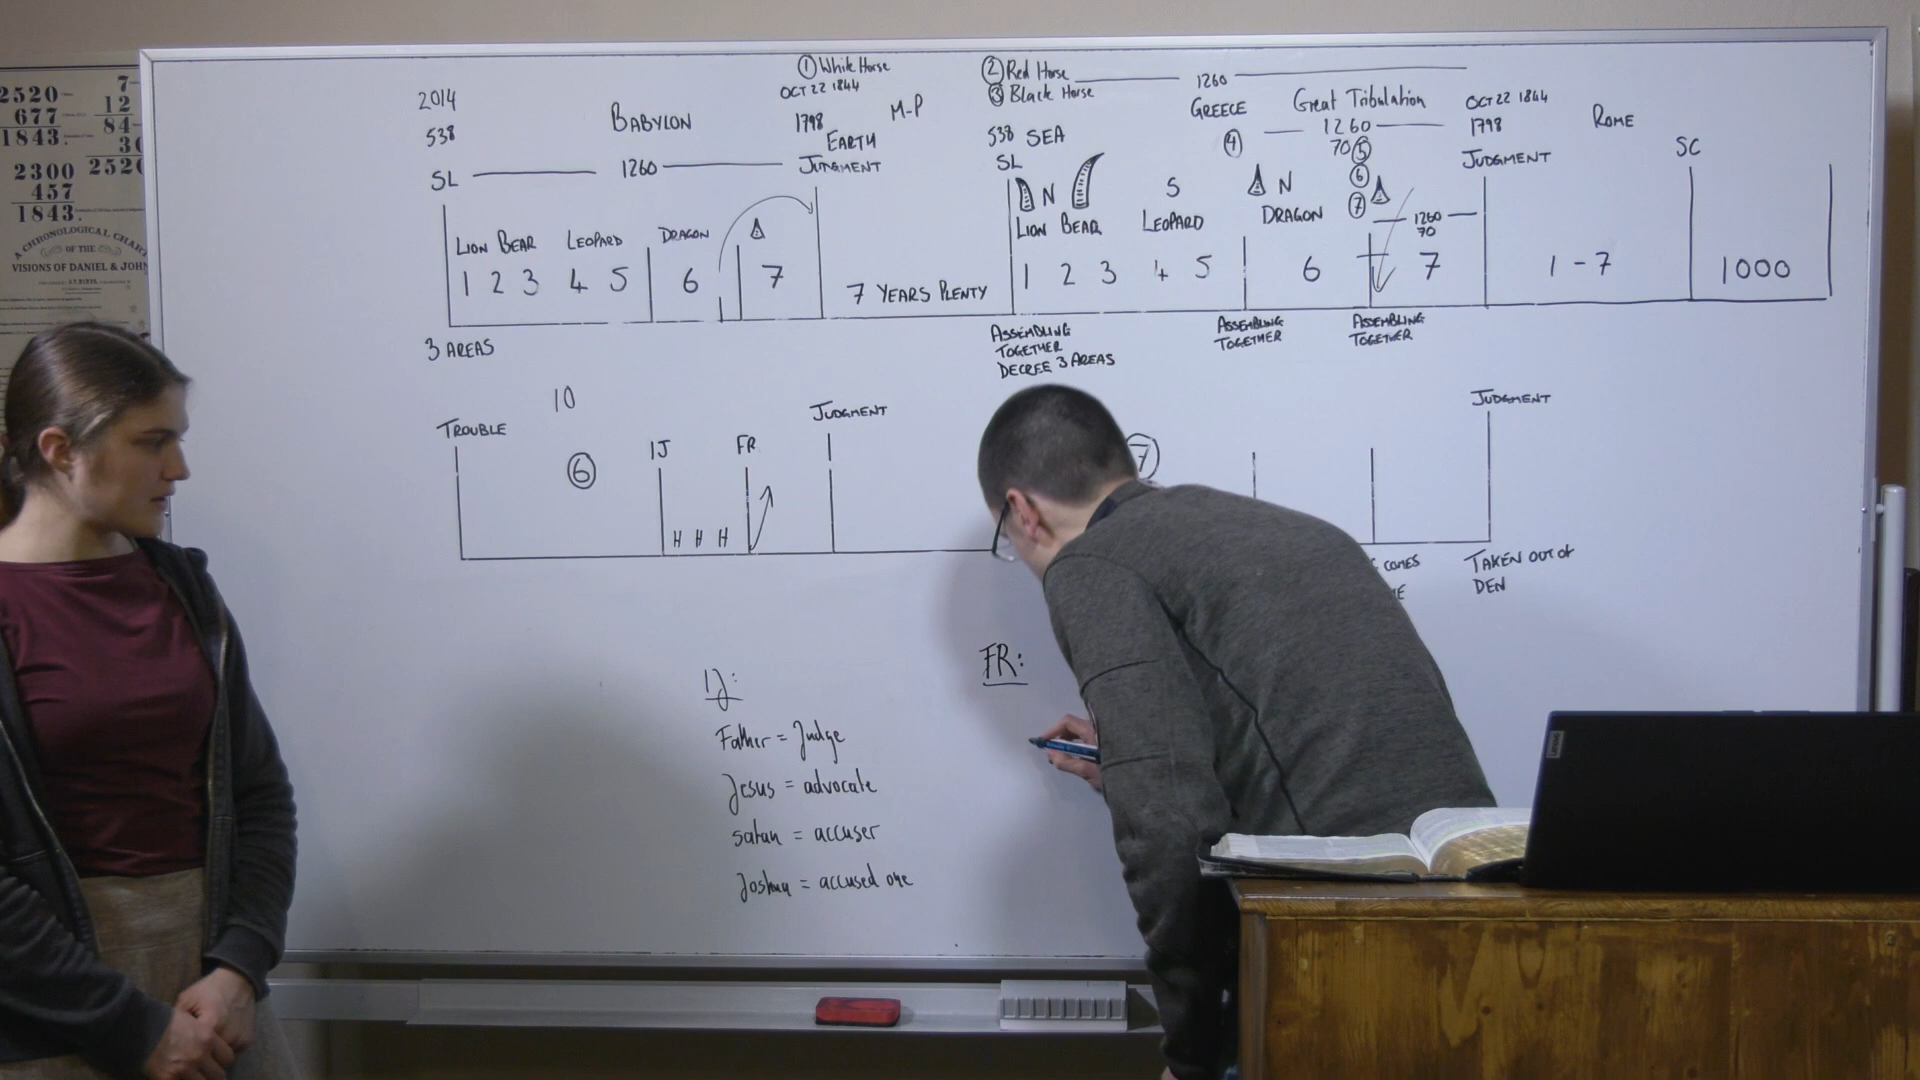 2520
677
1843.
2300
457
1843.
7
12
84
2520
A CHRONOLOGICAL CHART
OF THE
VISIONS OF DANIEL & JOHN
2014
538
BABYLON
① White Horse
OCT 22 1844
1798
EARTH
M-P
JUDGMENT
SL
1260
LION BEAR LEOPARD DRAGON
1 2 3 4 5 6 7
7 YEARS PLENTY
3 AREAS
② Red Horse
③ Black Horse
1260
538 SEA
SL
GREECE
④
Great Tribulation
1260
70 ⑤
⑥
⑦
OCT 22 1844
1798
JUDGMENT
ROME
SC
N S N
LION BEAR LEOPARD DRAGON
1260
70
1 2 3 4 5 6 7 1-7 1000
ASSEMBLING
TOGETHER
DECREE 3 AREAS
ASSEMBLING
TOGETHER
ASSEMBLING
TOGETHER
10
TROUBLE
⑥
IJ
FR
JUDGMENT
H H H
⑦
JUDGMENT
COMES
TAKEN OUT OF
DEN
IJ:
Father = Judge
Jesus = advocate
satan = accuser
Joshua = accused one
FR:
Lenovo